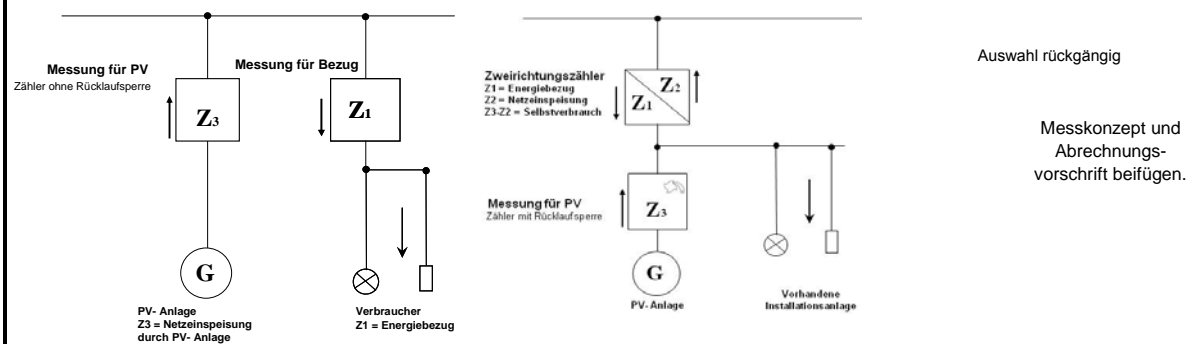 Messung für PV
Zähler ohne Rücklaufsperre
Z3
G
PV- Anlage
Z3 = Netzeinspeisung
durch PV- Anlage
Messung für Bezug
Z1
Verbraucher
Z1 = Energiebezug
Zweirichtungszähler
Z1 = Energiebezug
Z2 = Netzeinspeisung
Z3-Z2 = Selbstverbrauch
Z1
Z2
Messung für PV
Zähler mit Rücklaufsperre
Z3
G
PV- Anlage
Vorhandene
Installationsanlage
Auswahl rückgängig
Messkonzept und
Abrechnungs-
vorschrift beifügen.